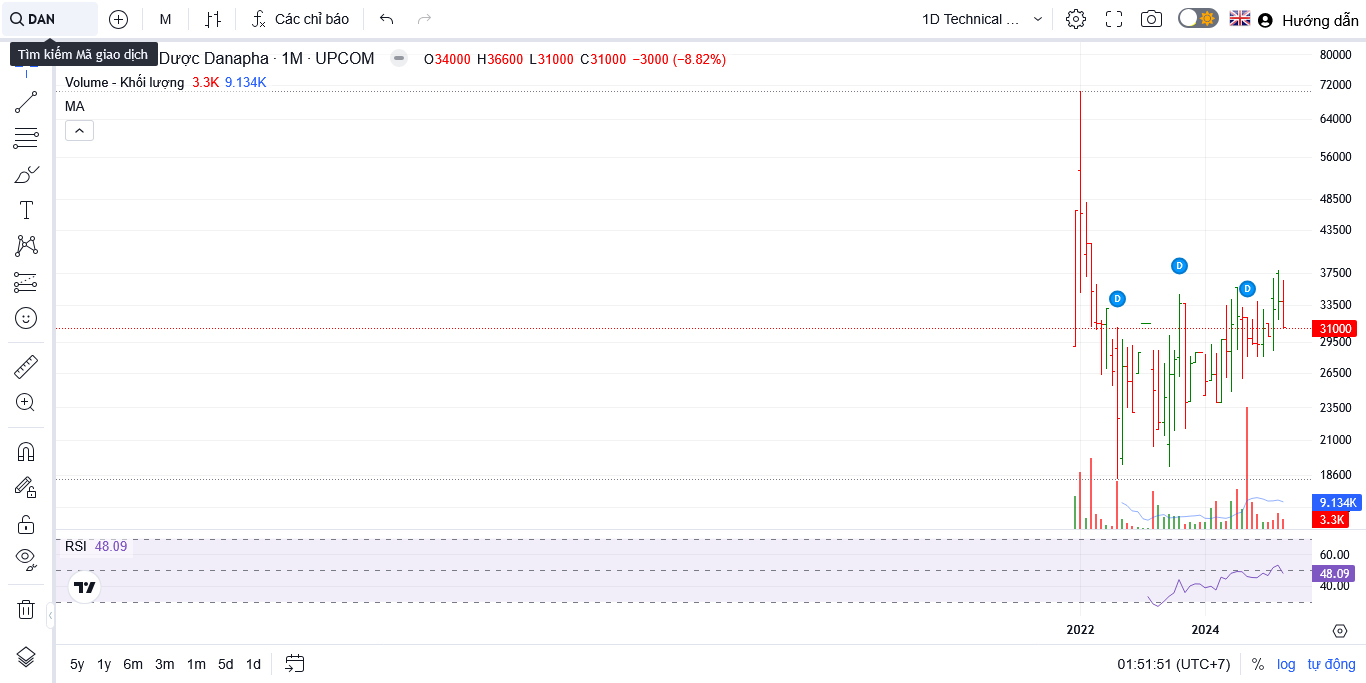 DAN
M
Các chỉ báo
1D Technical ...
Hướng dẫn
Tìm kiếm Mã giao dịch
Dược Danapha · 1M · UPCOM
O34000 H36600 L31000 C31000 −3000 (−8.82%)
Volume - Khối lượng 3.3K 9.134K
MA
80000
72000
64000
56000
48500
43500
37500
33500
31000
29500
26500
23500
21000
18600
9.134K
3.3K
D
D
D
RSI 48.09
60.00
48.09
40.00
2022
2024
5y 1y 6m 3m 1m 5d 1d
01:51:51 (UTC+7)
%
log
tự động